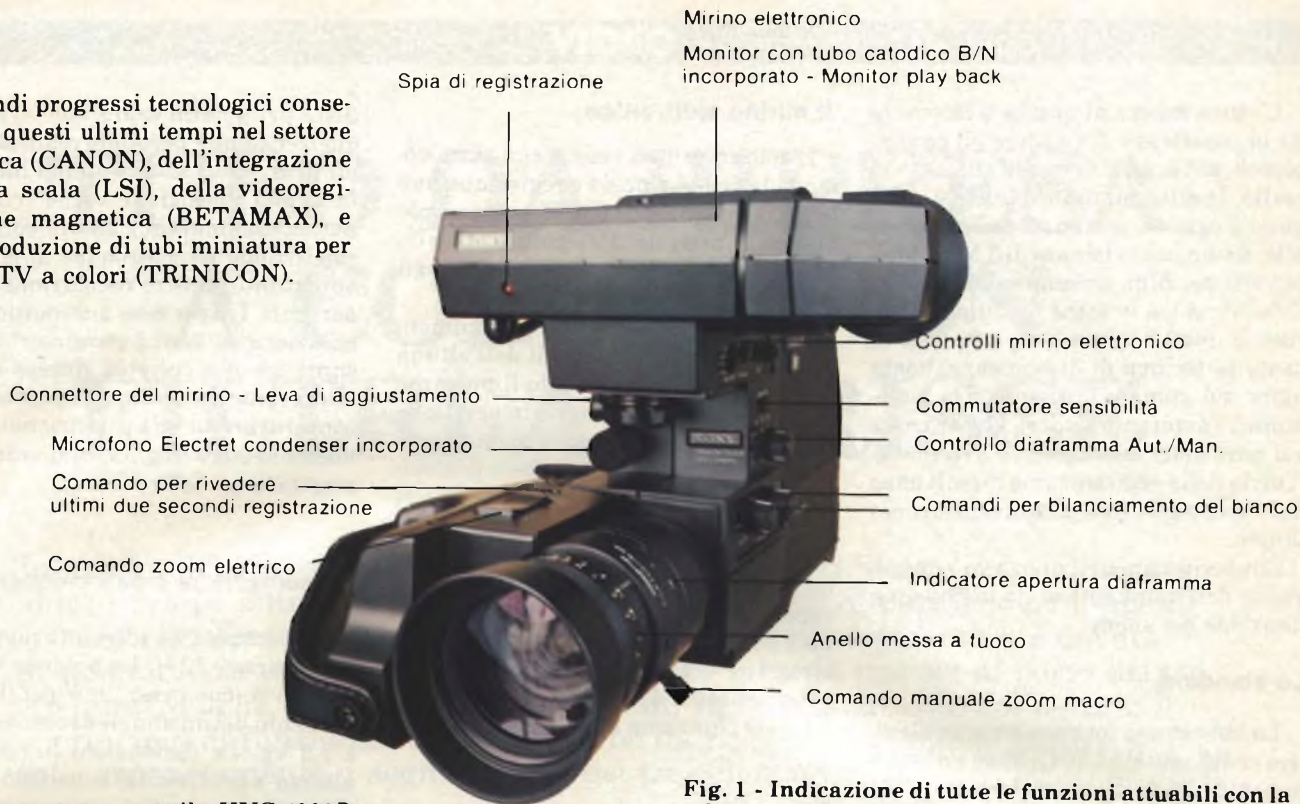 Mirino elettronico
Monitor con tubo catodico B/N
incorporato - Monitor play back
Spia di registrazione
ndi progressi tecnologici conse-
questi ultimi tempi nel settore
ca (CANON), dell'integrazione
a scala (LSI), della videoregi-
ne magnetica (BETAMAX), e
oduzione di tubi miniatura per
TV a colori (TRINICON).
Controlli mirino elettronico
Connettore del mirino - Leva di aggiustamento
Commutatore sensibilità
Microfono Electret condenser incorporato
Controllo diaframma Aut./Man.
Comando per rivedere
ultimi due secondi registrazione
Comandi per bilanciamento del bianco
Comando zoom elettrico
Indicatore apertura diaframma
Anello messa a fuoco
Comando manuale zoom macro
Fig. 1 - Indicazione di tutte le funzioni attuabili con la